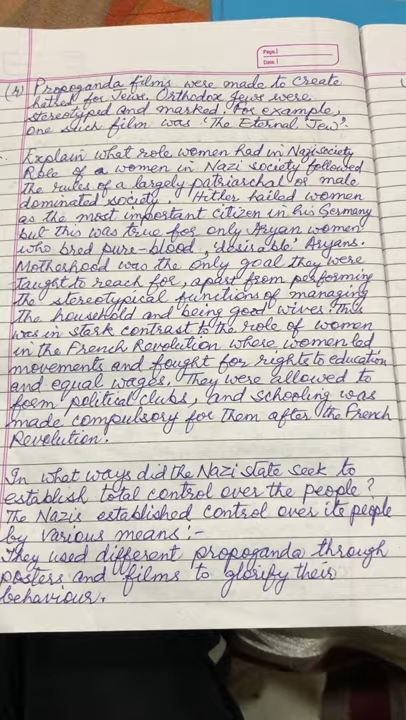 Page:
Date:
(4) Propoganda films were made to create
hatred for Jews. Orthodox Jews were
stereotyped and marked. For example,
one such film was 'The Eternal Jew'.
Explain what role women had in Nazi society
Role of a women in Nazi society followed
the rules of a largely patriarchal or male
dominated society. Hitler hailed women
as the most important citizen in his Germany
but this was true for only Aryan women
who bred pure-blood, 'desirable' Aryans.
Motherhood was the only goal they were
taught to reach for, apart from performing
the stereotypical functions of managing
the household and being good wives. This
was in stark contrast to the role of women
in the French Revolution where women led
movements and fought for rights to education
and equal wages. They were allowed to
form political clubs, and schooling was
made compulsory for them after the French
Revolution.
In what ways did the Nazi state seek to
establish total control over the people?
The Nazis established control over its people
by various means :-
They used different propoganda through
posters and films to glorify their
behaviour.